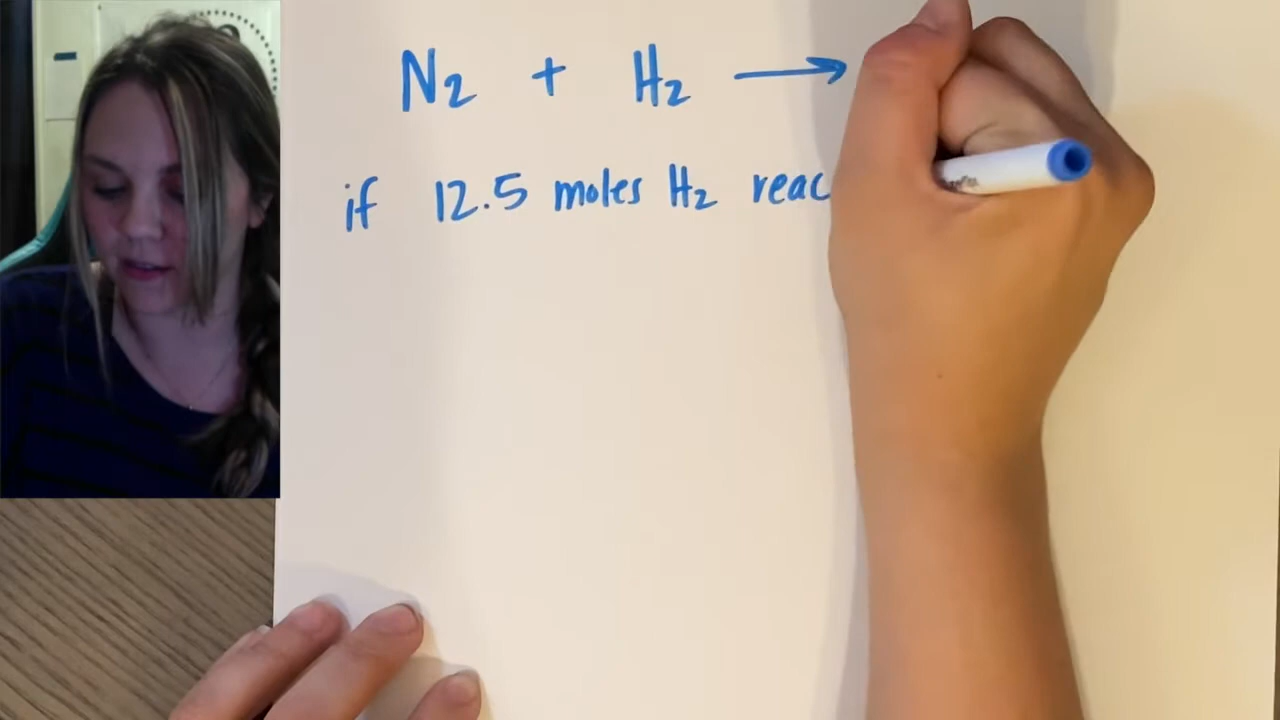 N₂ + H₂ →
if 12.5 moles H₂ reac